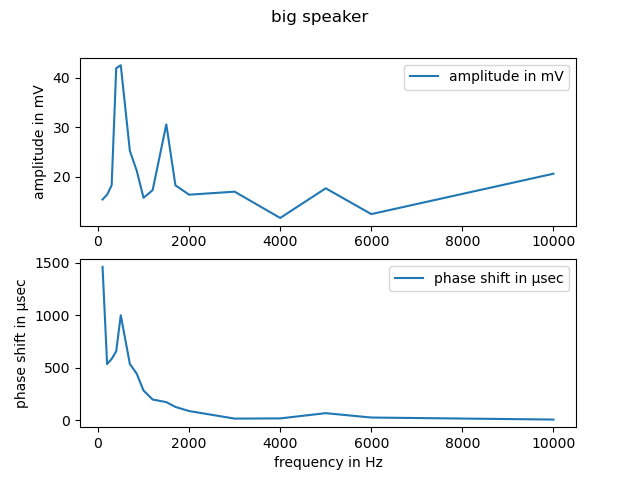 big speaker
amplitude in mV
amplitude in mV
40
30
20
0 2000 4000 6000 8000 10000
phase shift in μsec
phase shift in μsec
1500
1000
500
0
0 2000 4000 6000 8000 10000
frequency in Hz